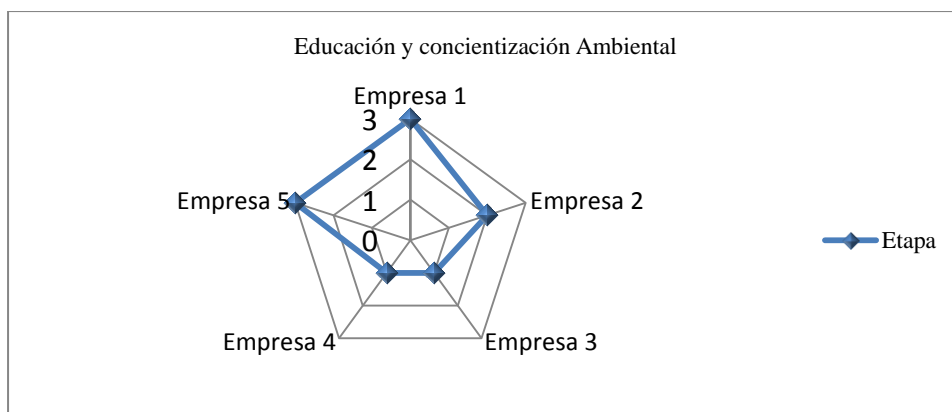 Educación y concientización Ambiental
Empresa 1
3
2
1
0
Empresa 5
Empresa 2
Etapa
Empresa 4
Empresa 3